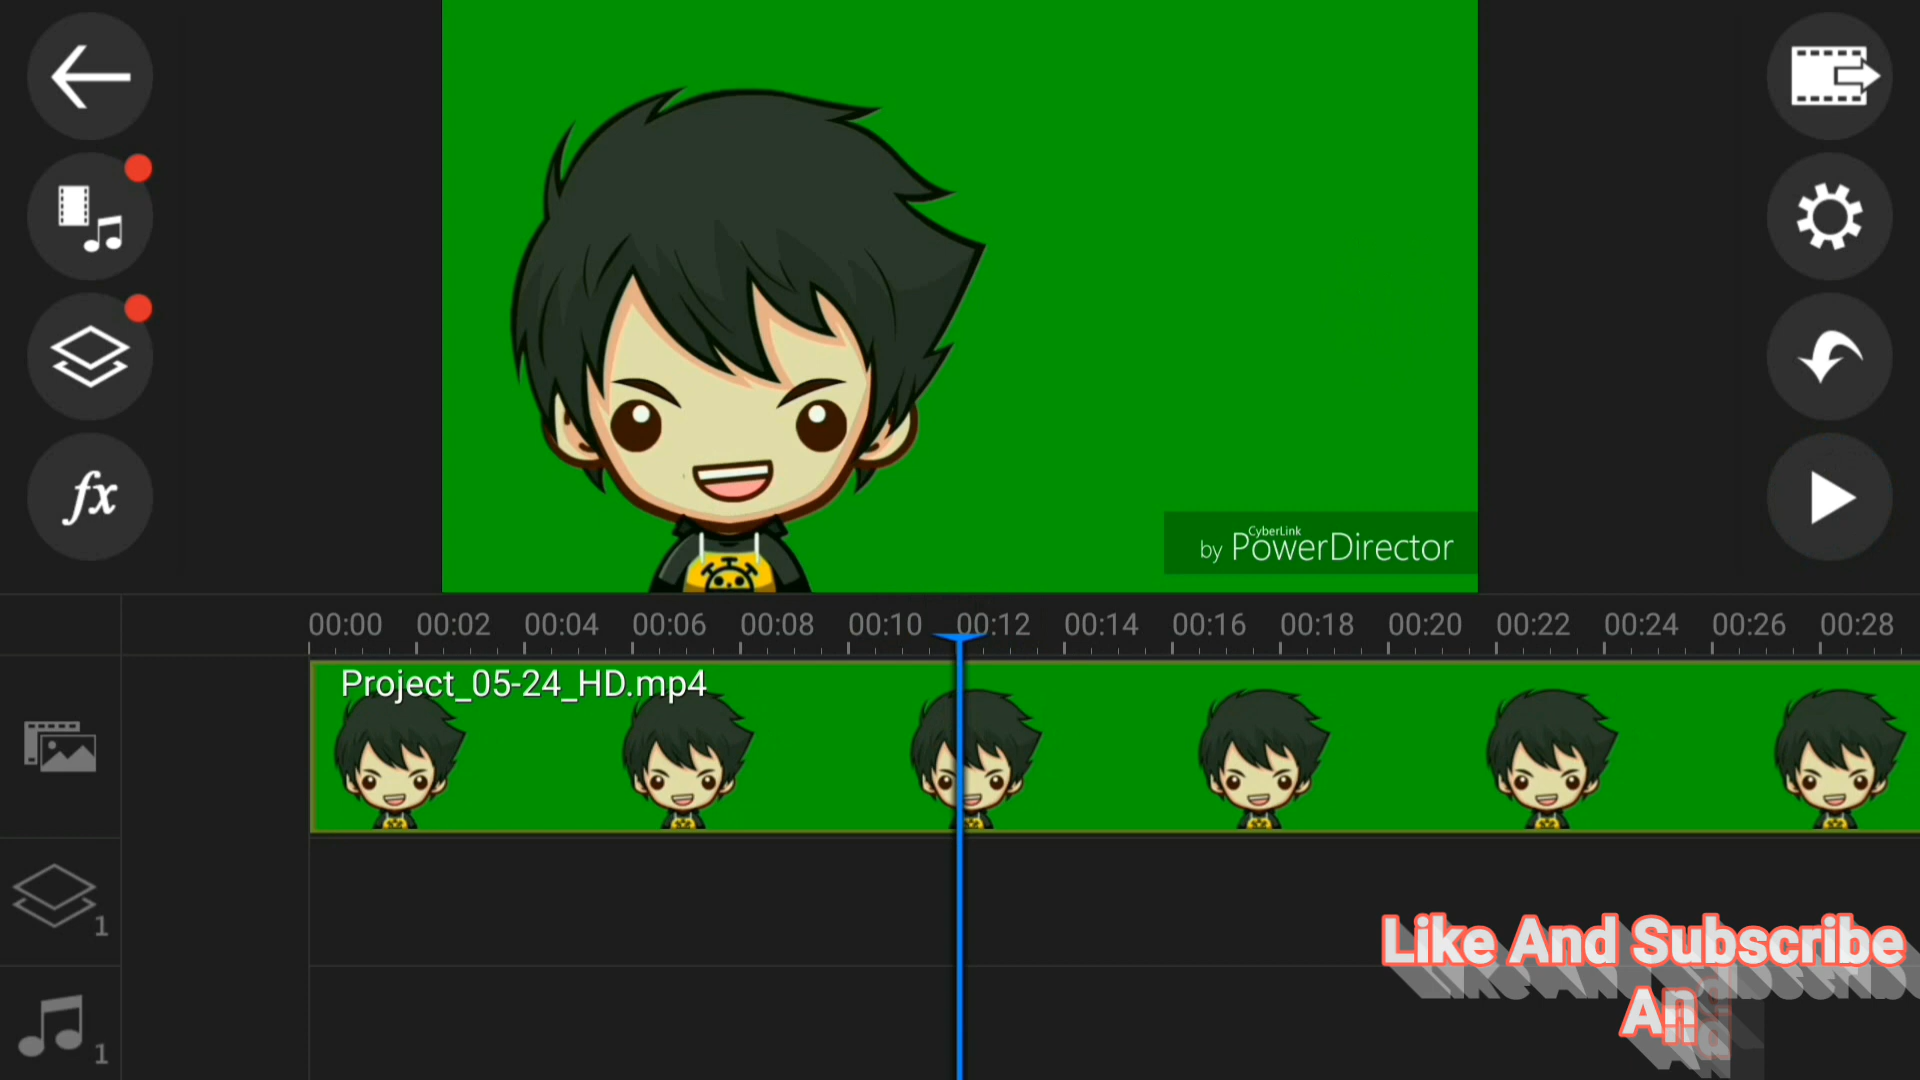 fx
CyberLink
by PowerDirector
00:00 00:02 00:04 00:06 00:08 00:10 00:12 00:14 00:16 00:18 00:20 00:22 00:24 00:26 00:28
Project_05-24_HD.mp4
1
Like And Subscribe
An
1